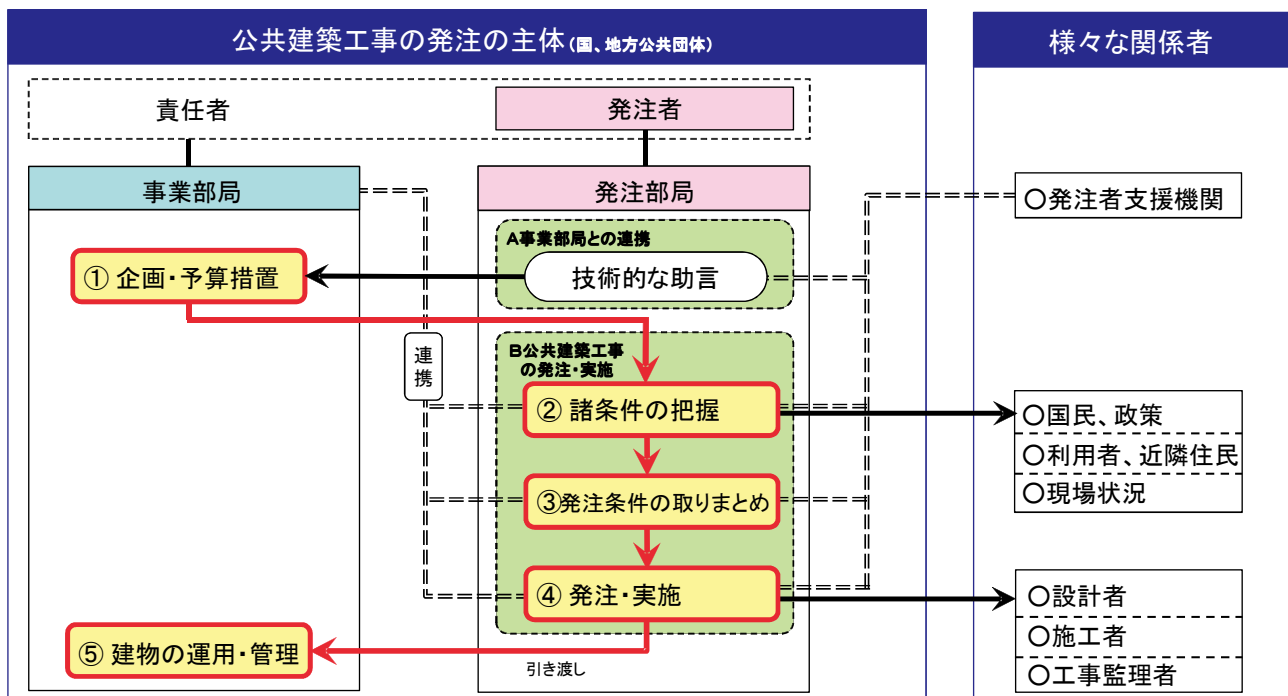 公共建築工事の発注の主体(国、地方公共団体)
様々な関係者
責任者
発注者
事業部局
発注部局
○発注者支援機関
A事業部局との連携
技術的な助言
①企画・予算措置
連携
B公共建築工事
の発注・実施
②諸条件の把握
○国民、政策
○利用者、近隣住民
○現場状況
③発注条件の取りまとめ
④発注・実施
○設計者
○施工者
○工事監理者
⑤建物の運用・管理
引き渡し